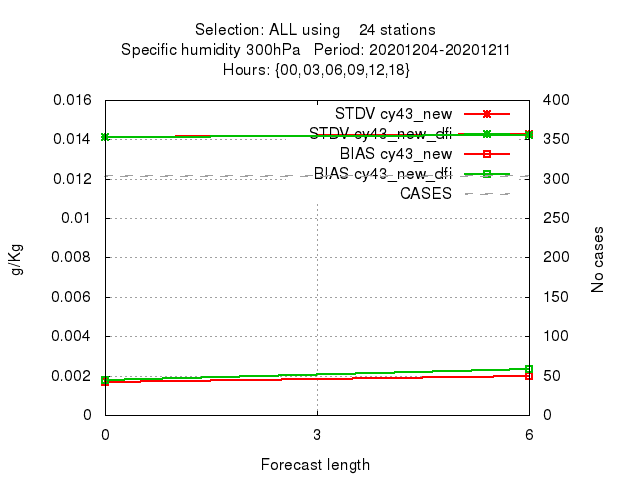 Selection: ALL using 24 stations
Specific humidity 300hPa Period: 20201204-20201211
Hours: {00,03,06,09,12,18}
0.016 400
STDV cy43_new
0.014 STDV cy43_new_dfi 350
BIAS cy43_new
0.012 BIAS cy43_new_dfi 300
CASES
0.01 250
g/Kg
0.008 200
No cases
0.006 150
0.004 100
0.002 50
0 0
0 3 6
Forecast length